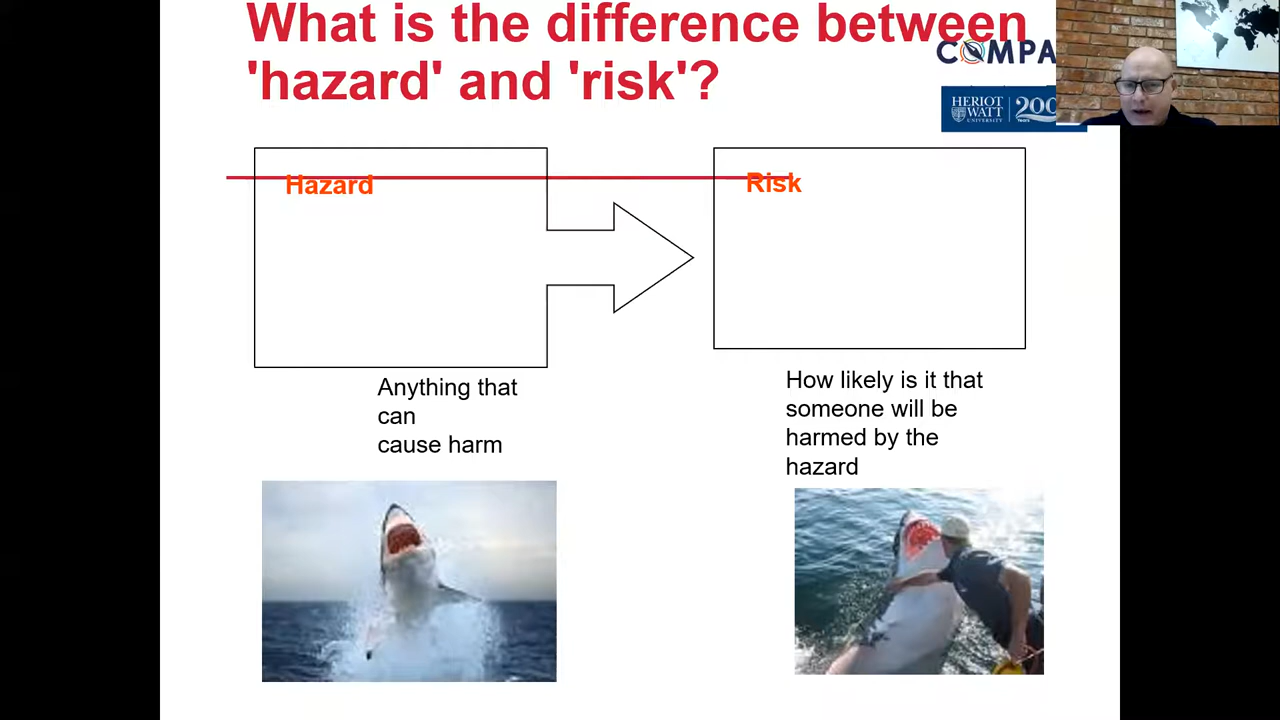 What is the difference between
'hazard' and 'risk'?
COMPA
HERIOT
WATT
UNIVERSITY
200
YEARS
Hazard
Risk
Anything that
can
cause harm
How likely is it that
someone will be
harmed by the
hazard